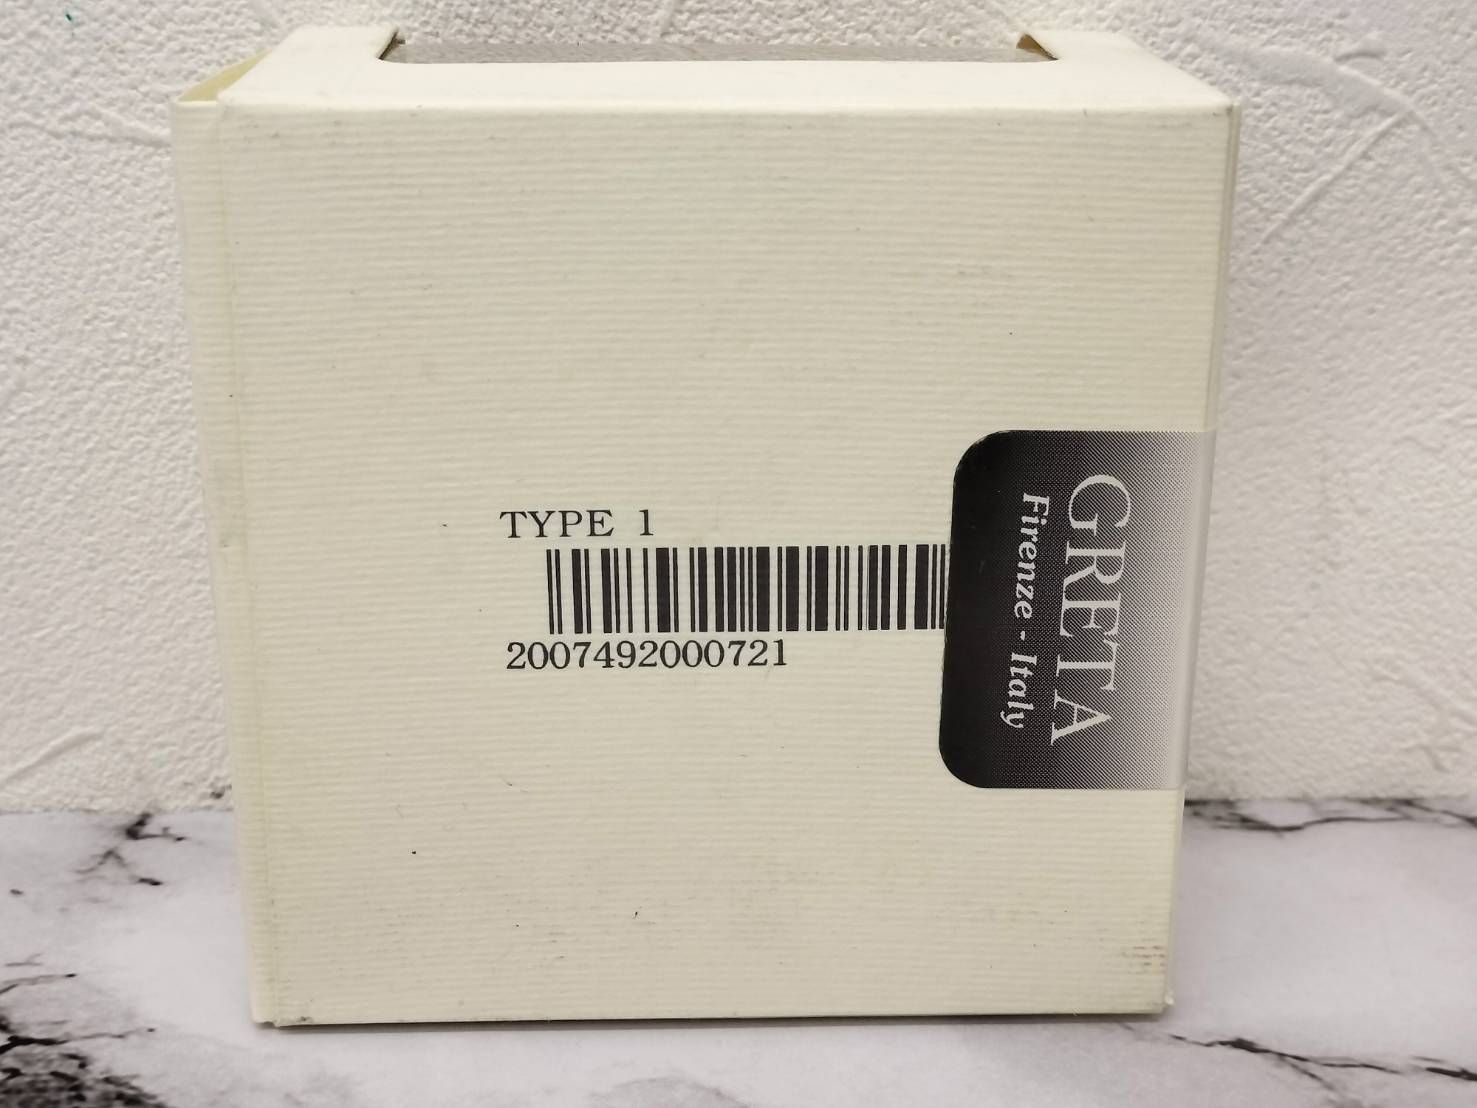 TYPE 1
2007492000721
GRETA
Firenze - Italy